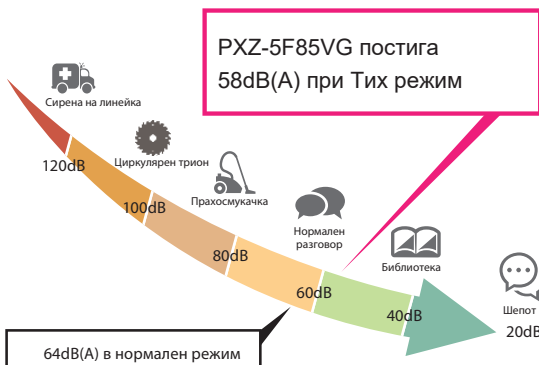 PXZ-5F85VG постига
58dB(A) при Тих режим
Сирена на линейка
120dB
Циркулярен трион
100dB
Прахосмукачка
80dB
Нормален
разговор
60dB
Библиотека
40dB
Шепот
20dB
64dB(A) в нормален режим